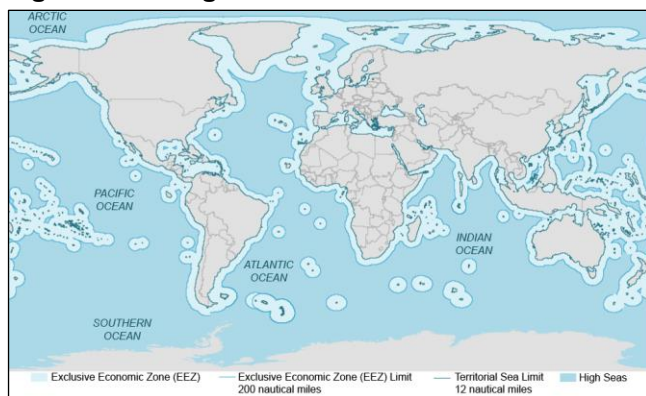 ARCTIC
OCEAN
PACIFIC
OCEAN
ATLANTIC
OCEAN
INDIAN
OCEAN
SOUTHERN
OCEAN
Exclusive Economic Zone (EEZ)
Exclusive Economic Zone (EEZ) Limit
200 nautical miles
Territorial Sea Limit
12 nautical miles
High Seas